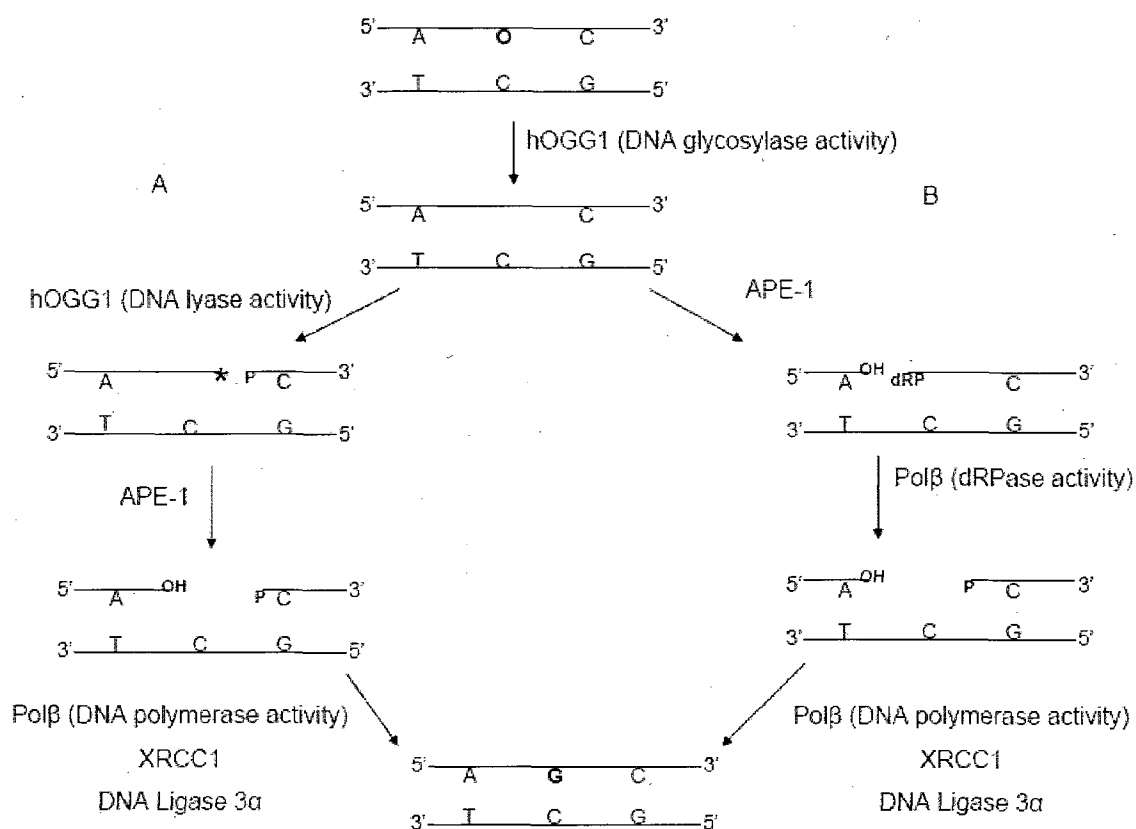 5' 3'
A O C
T C G
3' 5'
hOGG1 (DNA glycosylase activity)
A
B
5' 3'
A C
T C G
3' 5'
hOGG1 (DNA lyase activity)
APE-1
5' * P 3'
A C
T C G
3' 5'
5' OH dRP 3'
A C
T C G
3' 5'
APE-1
Polβ (dRPase activity)
5' OH P 3'
A C
T C G
3' 5'
5' OH P 3'
A C
T C G
3' 5'
Polβ (DNA polymerase activity)
XRCC1
DNA Ligase 3α
Polβ (DNA polymerase activity)
XRCC1
DNA Ligase 3α
5' 3'
A G C
T C G
3' 5'